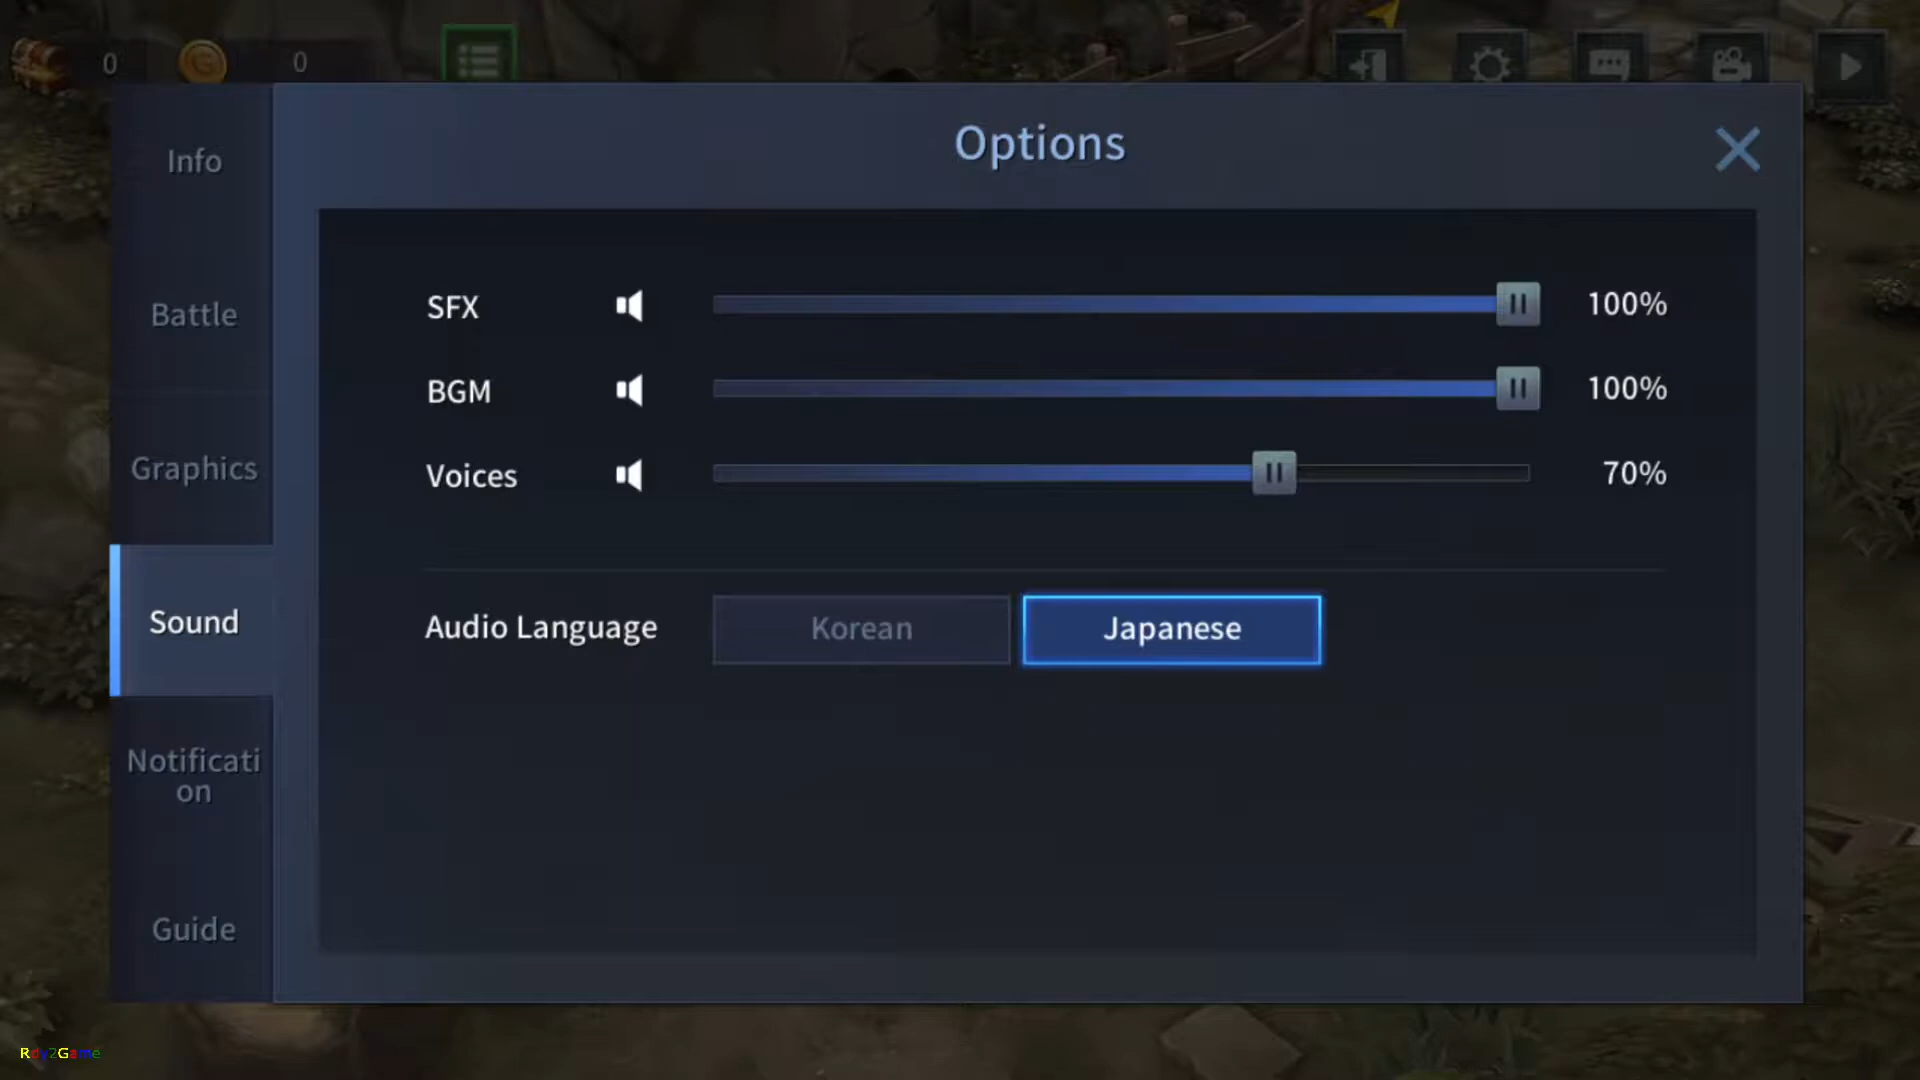 0
0
Options
Info
Battle
Graphics
Sound
Notificati
on
Guide
SFX
100%
BGM
100%
Voices
70%
Audio Language
Korean
Japanese
Rdy2Game